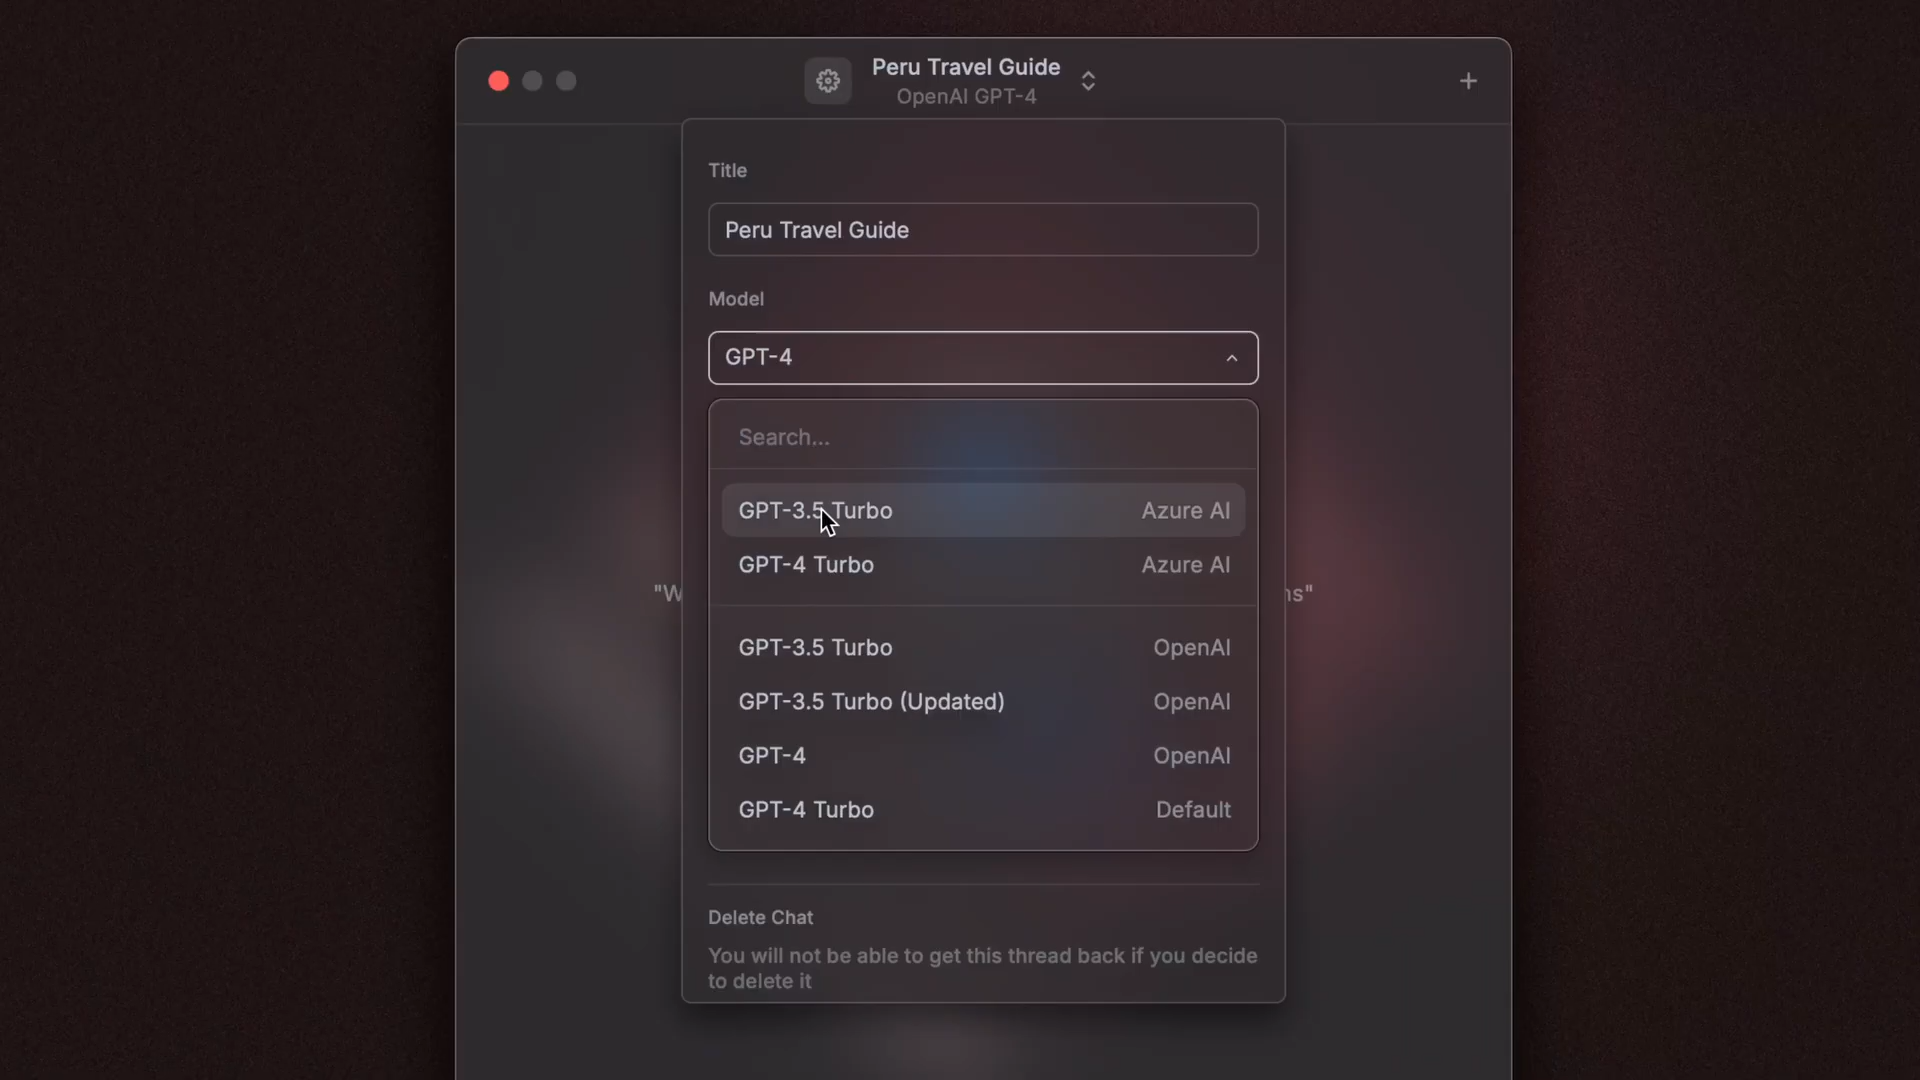 Peru Travel Guide
OpenAI GPT-4
Title
Peru Travel Guide
Model
GPT-4
Search...
GPT-3.5 Turbo Azure AI
GPT-4 Turbo Azure AI
GPT-3.5 Turbo OpenAI
GPT-3.5 Turbo (Updated) OpenAI
GPT-4 OpenAI
GPT-4 Turbo Default
Delete Chat
You will not be able to get this thread back if you decide
to delete it